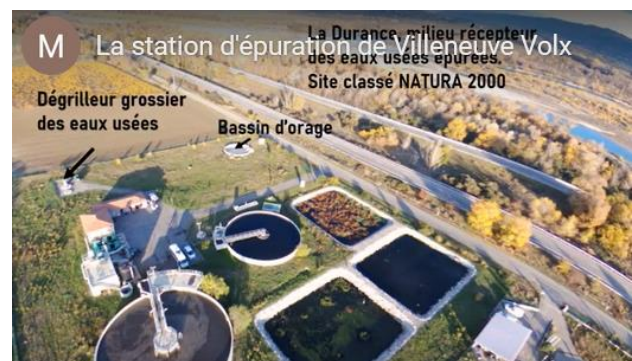 M
La station d'épuration de Villeneuve Volx
La Durance, milieu récepteur
des eaux usées épurées.
Site classé NATURA 2000
Dégrilleur grossier
des eaux usées
Bassin d'orage